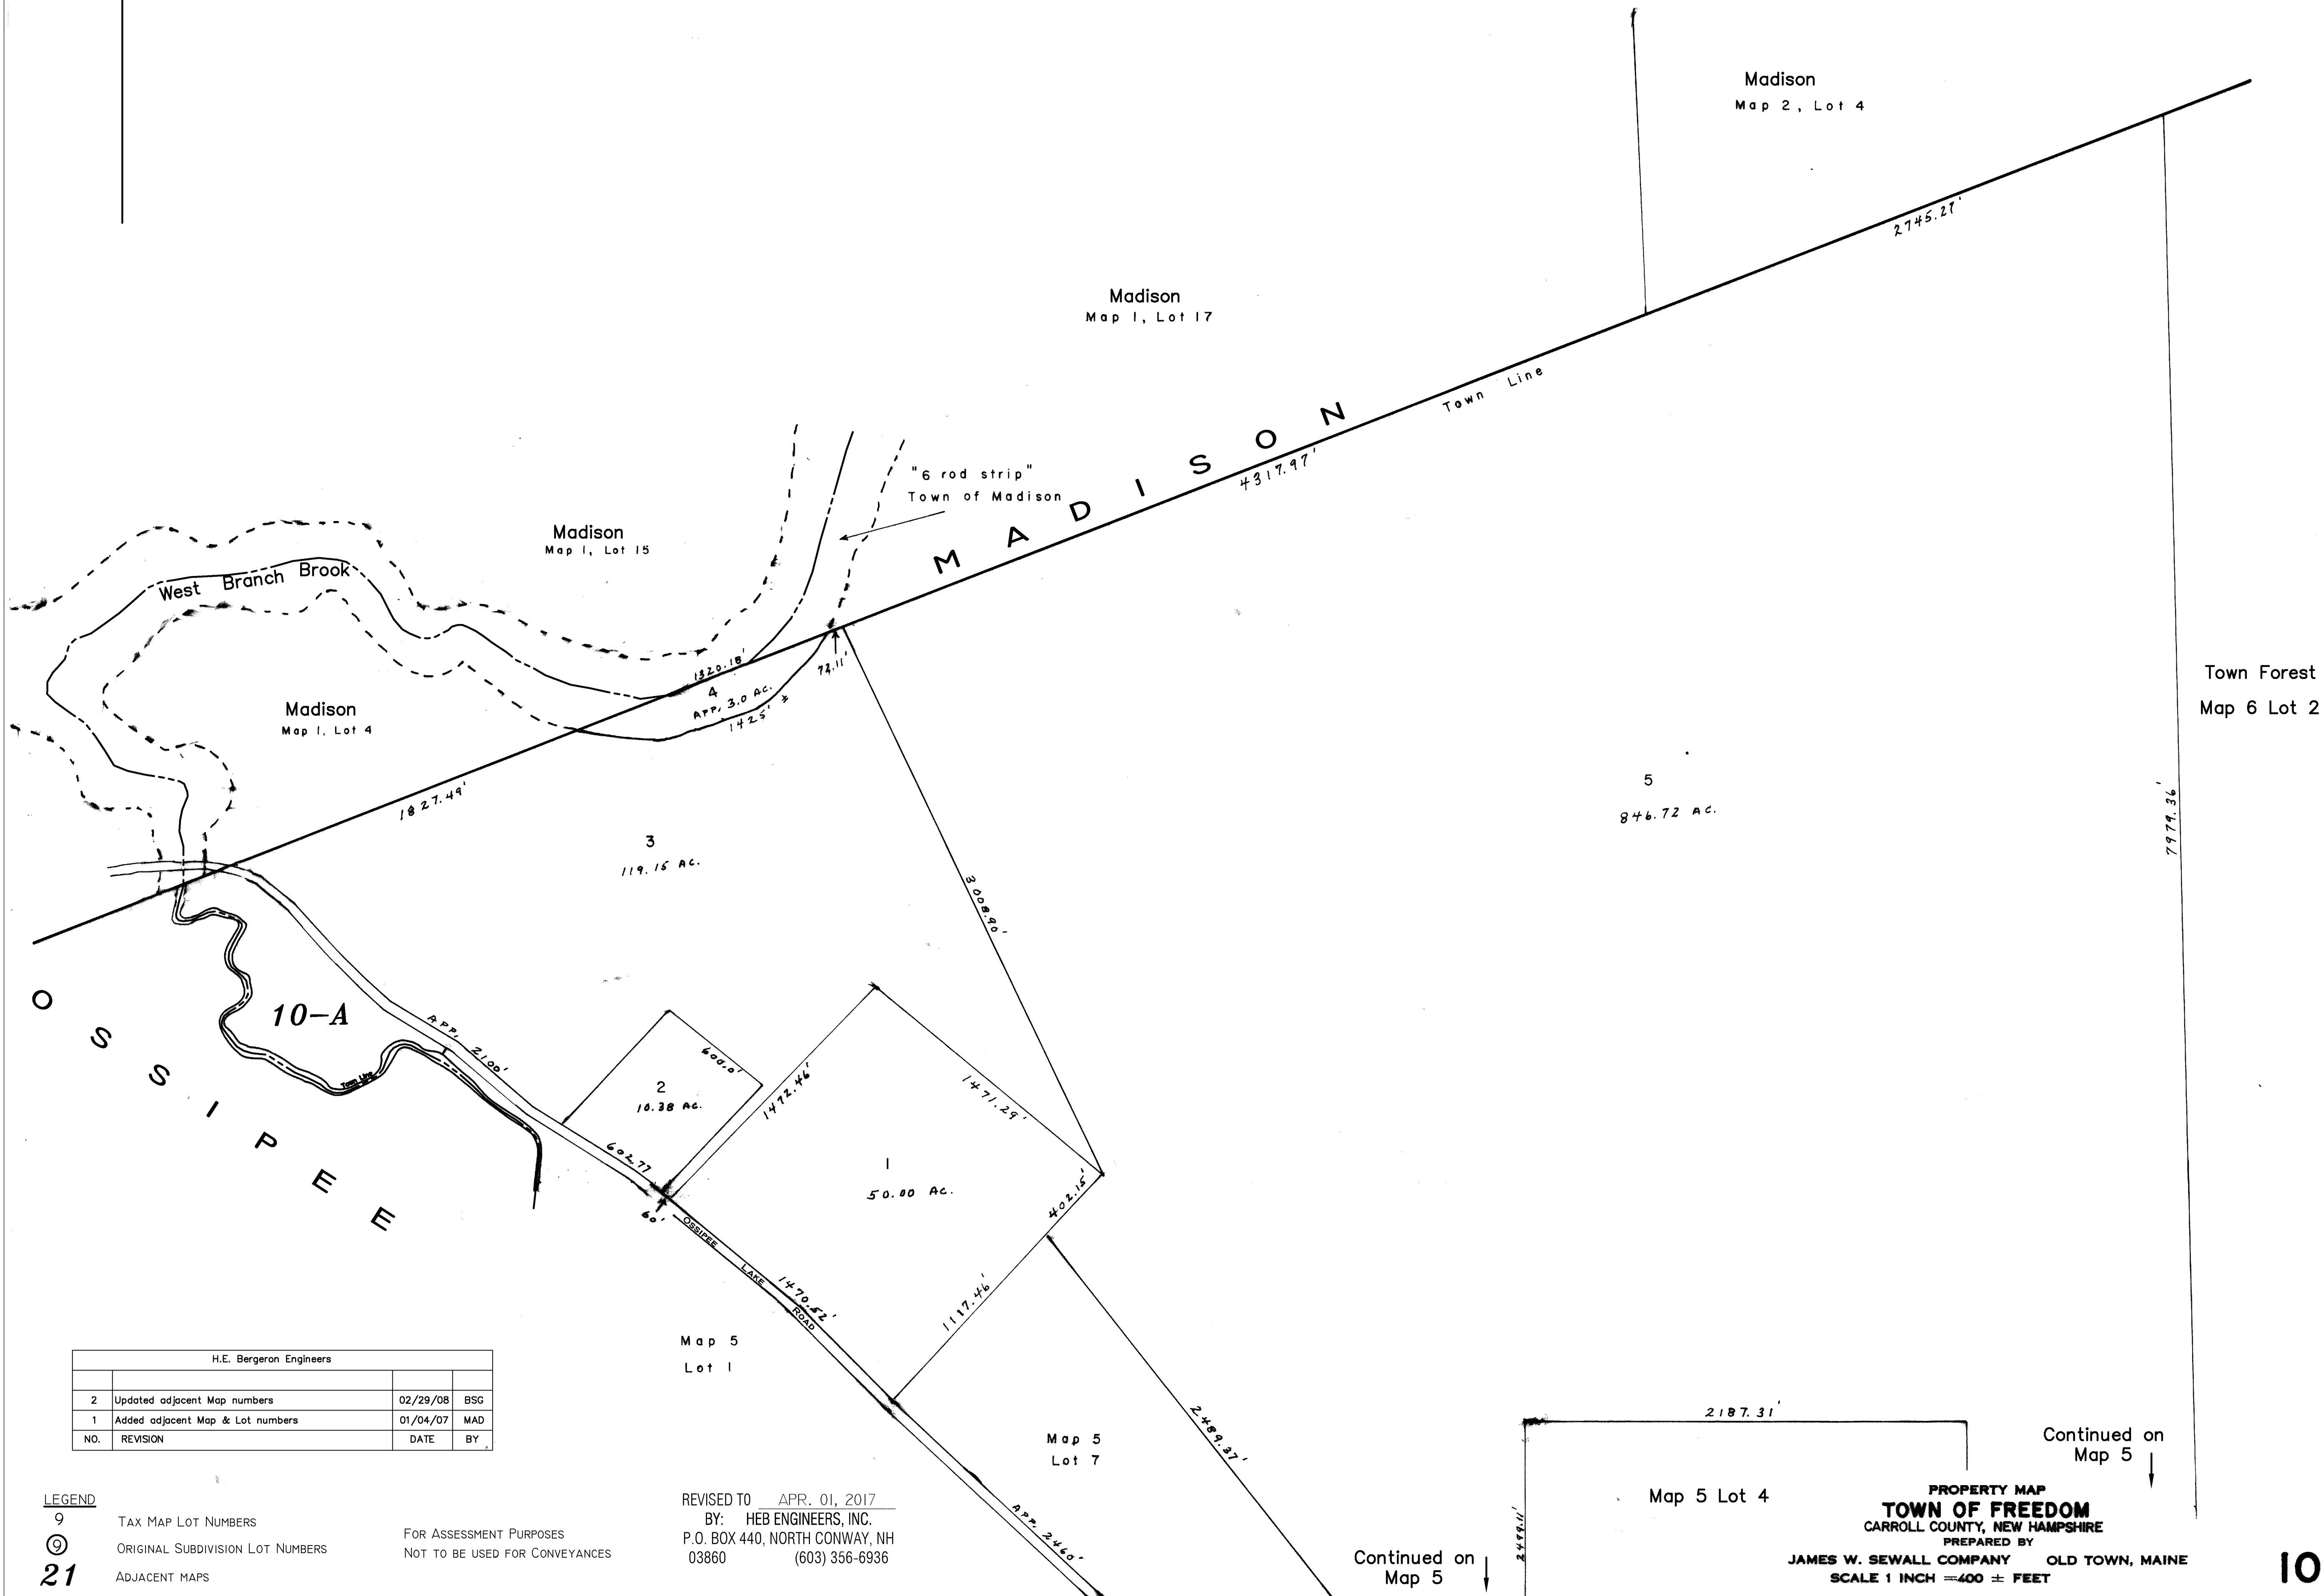 Madison
Map 2, Lot 4
2745.27'
Madison
Map 1, Lot 17
Town Line
MADISON
4317.97'
"6 rod strip"
Town of Madison
Madison
Map 1, Lot 15
West Branch Brook
1320.18'
72.11'
4
APP. 3.0 AC.
1425' ±
Madison
Map 1, Lot 4
1827.49'
Town Forest
Map 6 Lot 2
5
846.72 AC.
7979.36'
3
119.15 AC.
3008.90'
OSSIPEE
10-A
Town Line
APP. 2100'
600.0'
2
10.38 AC.
602.77
60'
1472.46'
1471.29'
1
50.00 AC.
402.15'
1117.46'
OSSIPEE LAKE ROAD
1470.52'
Map 5
Lot 1
Map 5
Lot 7
2489.37'
APP. 2460'
2187.31'
2499.11'
Map 5 Lot 4
Continued on
Map 5
Continued on
Map 5
H.E. Bergeron Engineers
2 Updated adjacent Map numbers 02/29/08 BSG
1 Added adjacent Map & Lot numbers 01/04/07 MAD
NO. REVISION DATE BY
LEGEND
9 TAX MAP LOT NUMBERS
9 ORIGINAL SUBDIVISION LOT NUMBERS
21 ADJACENT MAPS
FOR ASSESSMENT PURPOSES
NOT TO BE USED FOR CONVEYANCES
REVISED TO APR. 01, 2017
BY: HEB ENGINEERS, INC.
P.O. BOX 440, NORTH CONWAY, NH
03860 (603) 356-6936
PROPERTY MAP
TOWN OF FREEDOM
CARROLL COUNTY, NEW HAMPSHIRE
PREPARED BY
JAMES W. SEWALL COMPANY OLD TOWN, MAINE
SCALE 1 INCH = 400 ± FEET
10